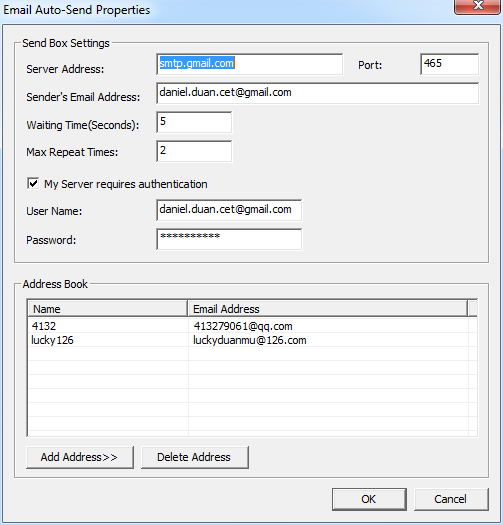 Email Auto-Send Properties
Send Box Settings
Server Address: smtp.gmail.com Port: 465
Sender's Email Address: daniel.duan.cet@gmail.com
Waiting Time(Seconds): 5
Max Repeat Times: 2
My Server requires authentication
User Name: daniel.duan.cet@gmail.com
Password: **********
Address Book
Name Email Address
4132 413279061@qq.com
lucky126 luckyduanmu@126.com
Add Address>> Delete Address
OK Cancel